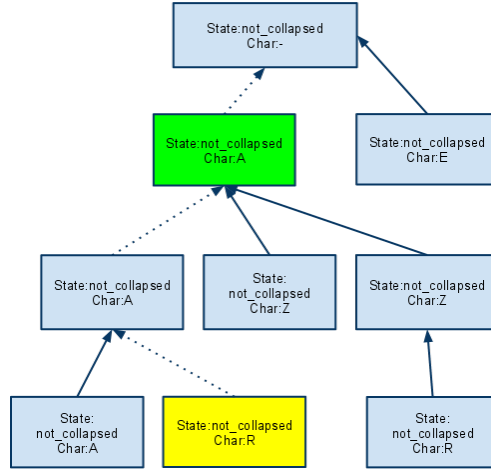 State:not_collapsed
Char:-
State:not_collapsed
Char:A
State:not_collapsed
Char:E
State:not_collapsed
Char:A
State:
not_collapsed
Char:Z
State:not_collapsed
Char:Z
State:
not_collapsed
Char:A
State:not_collapsed
Char:R
State:
not_collapsed
Char:R